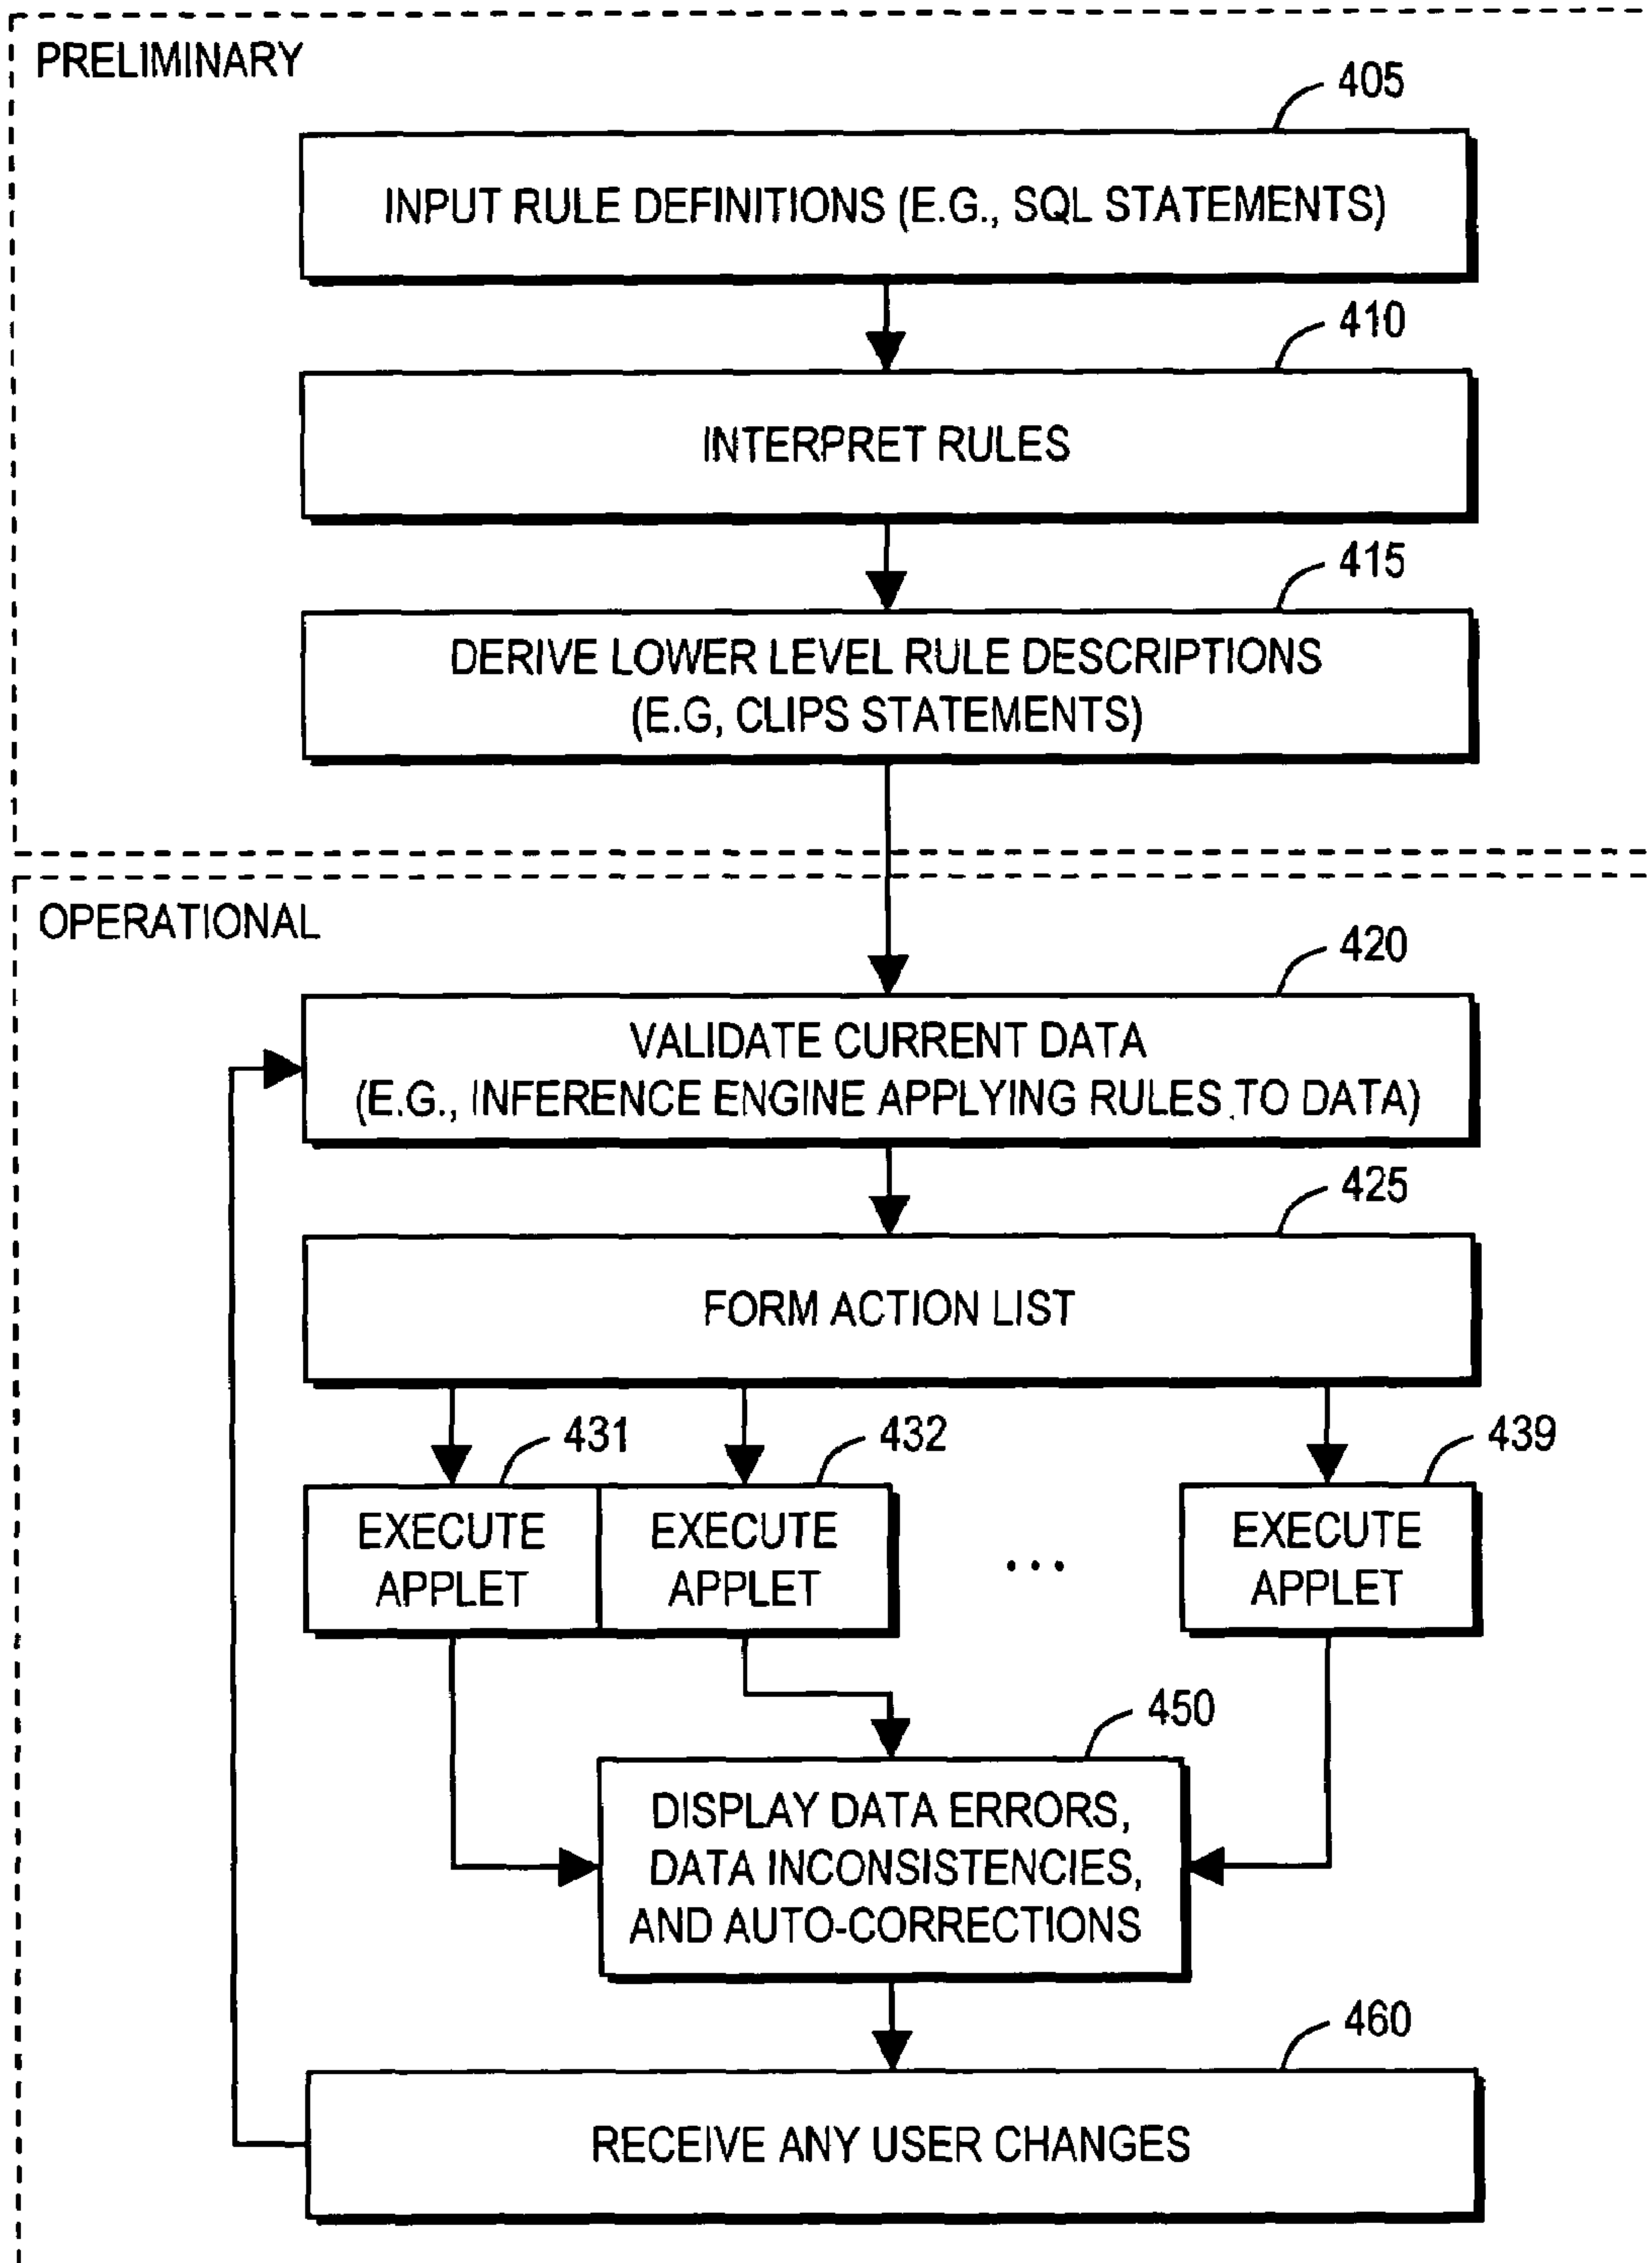 PRELIMINARY
405
INPUT RULE DEFINITIONS (E.G., SQL STATEMENTS)
410
INTERPRET RULES
415
DERIVE LOWER LEVEL RULE DESCRIPTIONS
(E.G, CLIPS STATEMENTS)
OPERATIONAL
420
VALIDATE CURRENT DATA
(E.G., INFERENCE ENGINE APPLYING RULES TO DATA)
425
FORM ACTION LIST
431
432
439
EXECUTE
APPLET
EXECUTE
APPLET
...
EXECUTE
APPLET
450
DISPLAY DATA ERRORS,
DATA INCONSISTENCIES,
AND AUTO-CORRECTIONS
460
RECEIVE ANY USER CHANGES